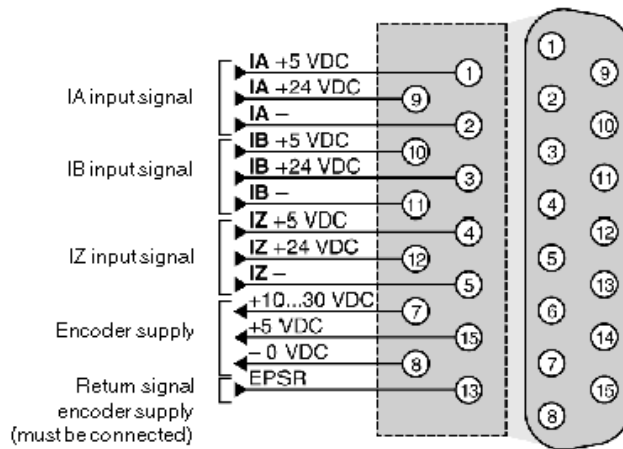 IA input signal
IA +5 VDC 1
IA +24 VDC 9
IA – 2
IB input signal
IB +5 VDC 10
IB +24 VDC 3
IB – 11
IZ input signal
IZ +5 VDC 4
IZ +24 VDC 12
IZ – 5
Encoder supply
+10...30 VDC 7
+5 VDC 15
– 0 VDC 8
Return signal
encoder supply
(must be connected)
EPSR 13
1
9
2
10
3
11
4
12
5
13
6
14
7
15
8